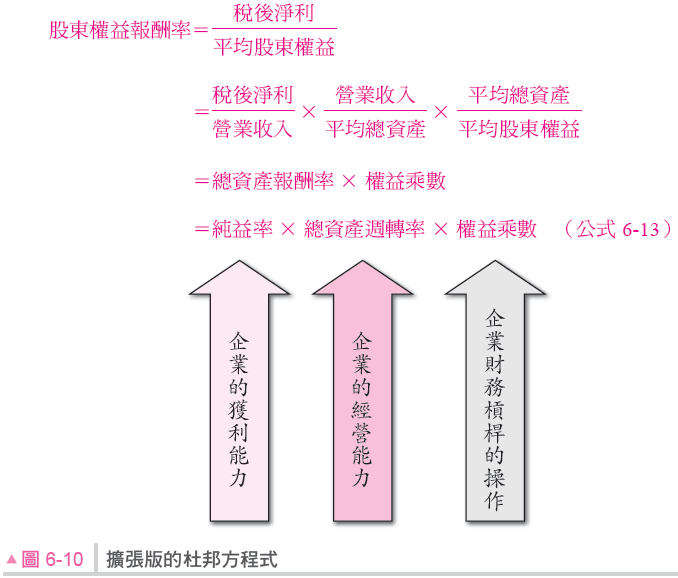 股東權益報酬率＝稅後淨利/平均股東權益
＝稅後淨利/營業收入 × 營業收入/平均總資產 × 平均總資產/平均股東權益
＝總資產報酬率 × 權益乘數
＝純益率 × 總資產週轉率 × 權益乘數 （公式 6-13）
企業的獲利能力
企業的經營能力
企業財務槓桿的操作
▲圖 6-10 擴張版的杜邦方程式